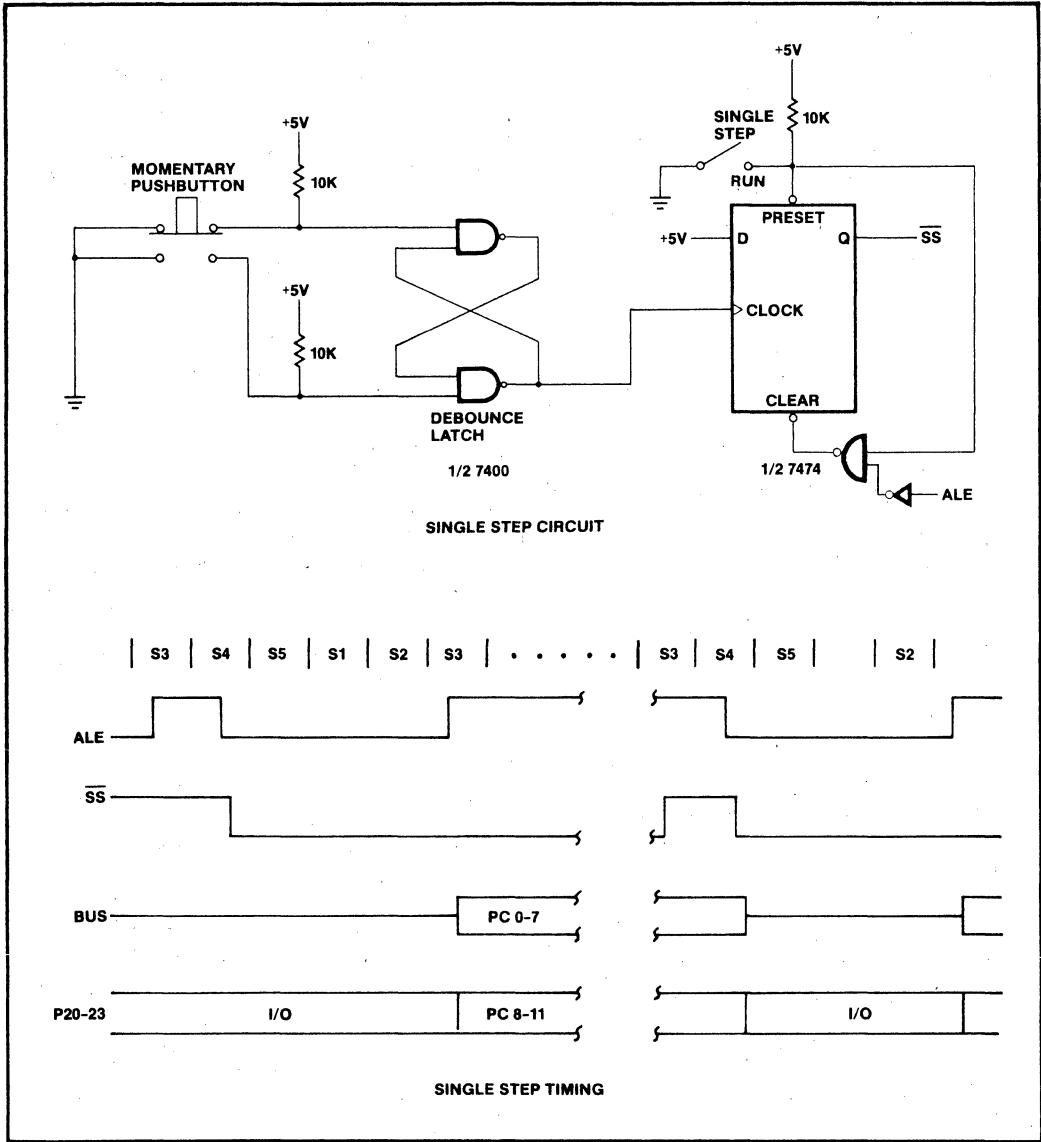 +5V
SINGLE
STEP
10K
+5V
MOMENTARY
PUSHBUTTON
10K
RUN
PRESET
+5V
D
Q
SS
+5V
CLOCK
10K
CLEAR
DEBOUNCE
LATCH
1/2 7400
1/2 7474
ALE
SINGLE STEP CIRCUIT
S3 S4 S5 S1 S2 S3 . . . . . S3 S4 S5 S2
ALE
SS
BUS
PC 0-7
P20-23
I/O
PC 8-11
I/O
SINGLE STEP TIMING